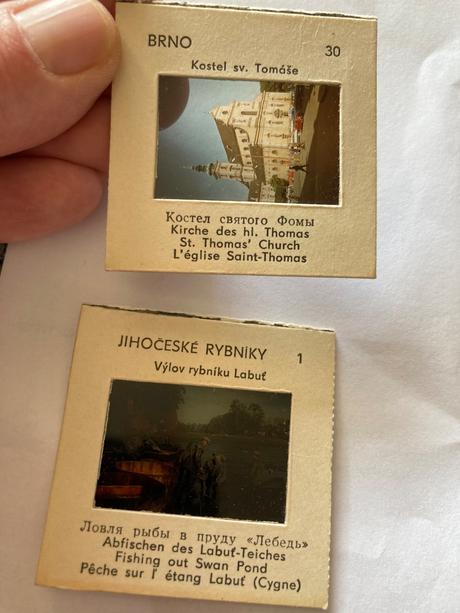 BRNO 30
Kostel sv. Tomáše
Костел святого Фомы
Kirche des hl. Thomas
St. Thomas' Church
L'église Saint-Thomas
JIHOČESKÉ RYBNÍKY 1
Výlov rybníku Labuť
Ловля рыбы в пруду «Лебедь»
Abfischen des Labuť-Teiches
Fishing out Swan Pond
Pêche sur l' étang Labuť (Cygne)